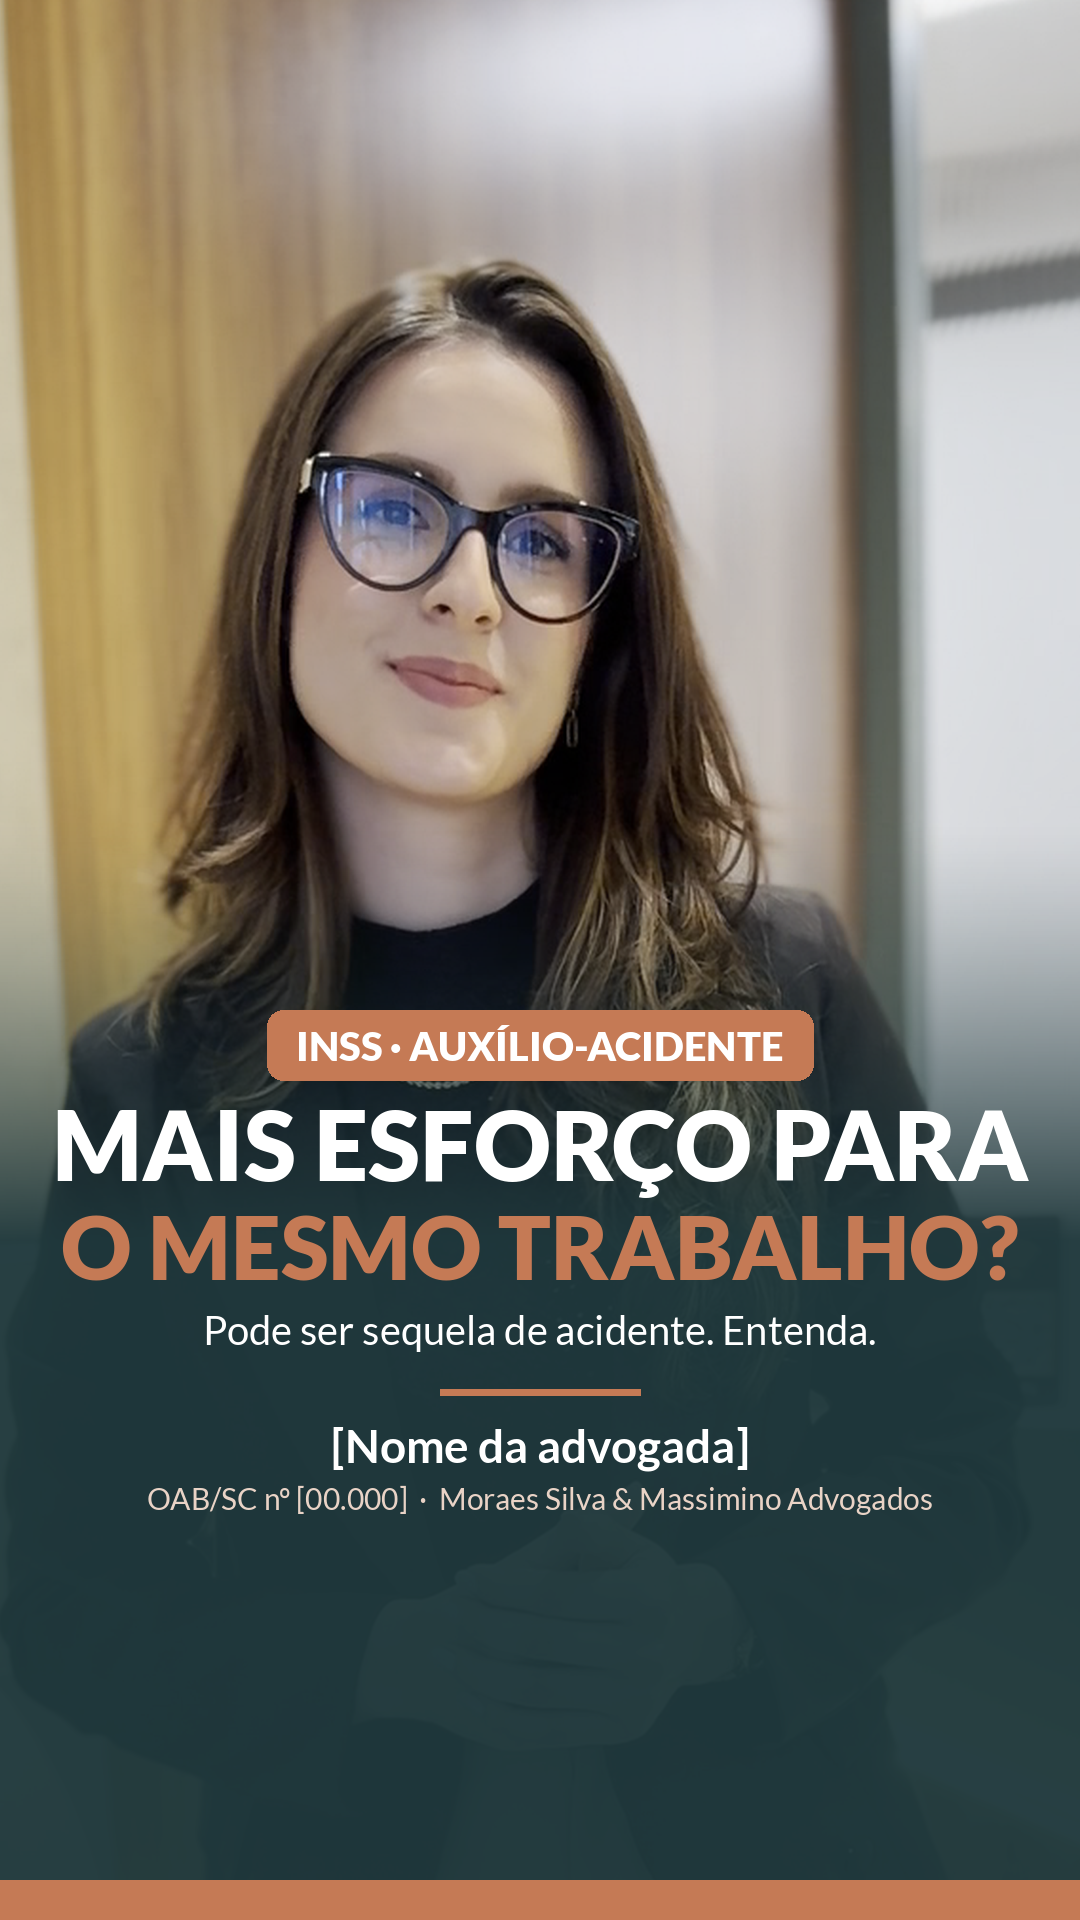 INSS · AUXÍLIO-ACIDENTE
MAIS ESFORÇO PARA
O MESMO TRABALHO?
Pode ser sequela de acidente. Entenda.
[Nome da advogada]
OAB/SC nº [00.000] · Moraes Silva & Massimino Advogados